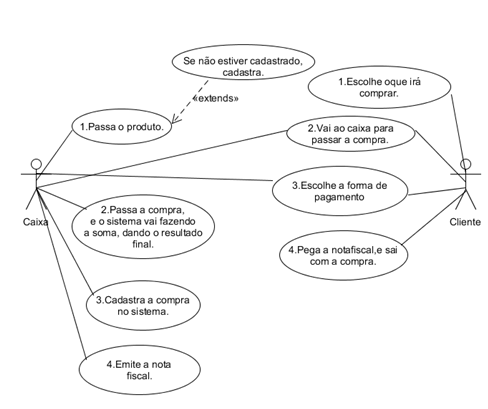 Se não estiver cadastrado,
cadastra.
«extends»
1.Escolhe oque irá
comprar.
1.Passa o produto.
2.Vai ao caixa para
passar a compra.
3.Escolhe a forma de
pagamento
Caixa
Cliente
2.Passa a compra,
e o sistema vai fazendo
a soma, dando o resultado
final.
4.Pega a notafiscal,e sai
com a compra.
3.Cadastra a compra
no sistema.
4.Emite a nota
fiscal.